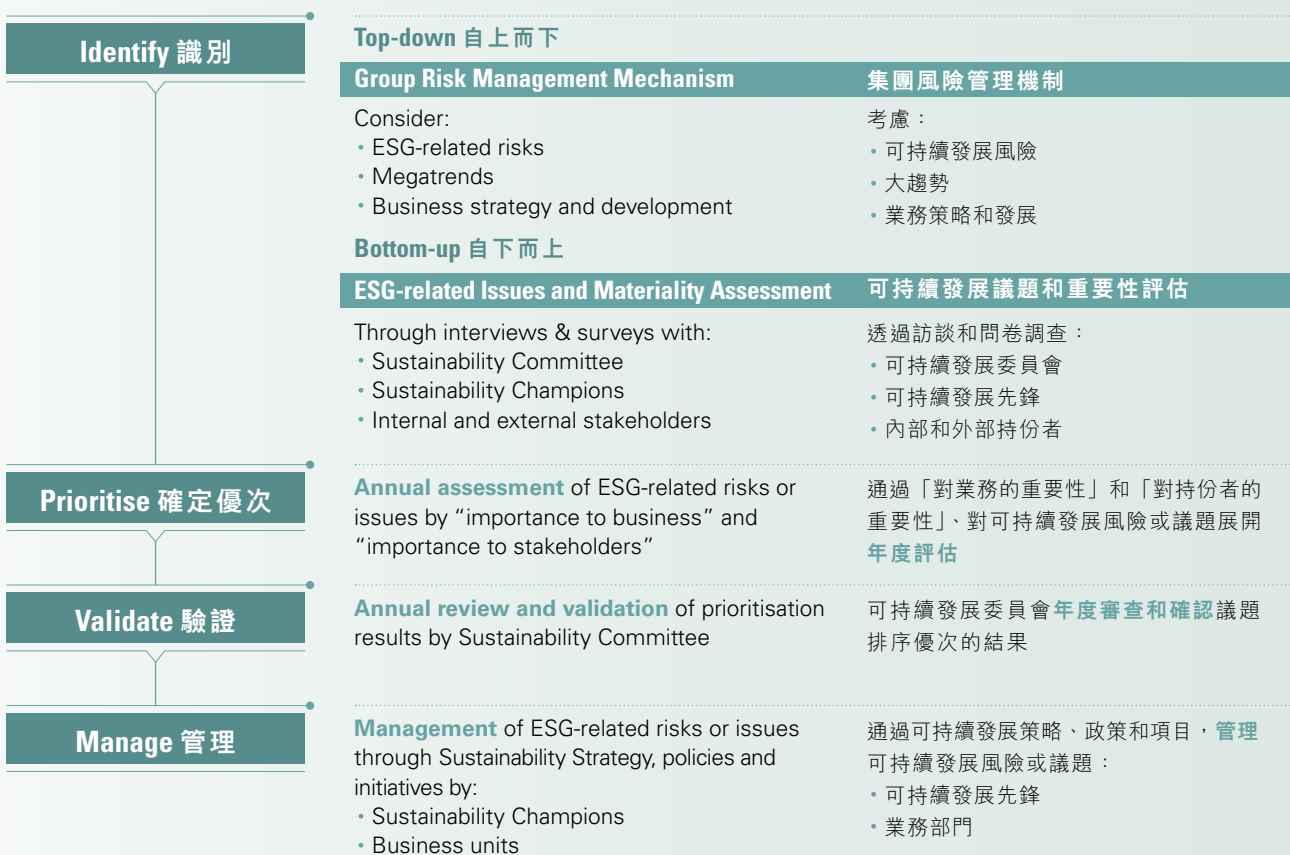 Identify 識別
Top-down 自上而下
Group Risk Management Mechanism
集團風險管理機制
Consider:
• ESG-related risks
• Megatrends
• Business strategy and development
考慮：
• 可持續發展風險
• 大趨勢
• 業務策略和發展
Bottom-up 自下而上
ESG-related Issues and Materiality Assessment
可持續發展議題和重要性評估
Through interviews & surveys with:
• Sustainability Committee
• Sustainability Champions
• Internal and external stakeholders
透過訪談和問卷調查：
• 可持續發展委員會
• 可持續發展先鋒
• 內部和外部持份者
Prioritise 確定優次
Annual assessment of ESG-related risks or
issues by “importance to business” and
“importance to stakeholders”
通過「對業務的重要性」和「對持份者的
重要性」、對可持續發展風險或議題展開
年度評估
Validate 驗證
Annual review and validation of prioritisation
results by Sustainability Committee
可持續發展委員會年度審查和確認議題
排序優次的結果
Manage 管理
Management of ESG-related risks or issues
through Sustainability Strategy, policies and
initiatives by:
• Sustainability Champions
• Business units
通過可持續發展策略、政策和項目，管理
可持續發展風險或議題：
• 可持續發展先鋒
• 業務部門